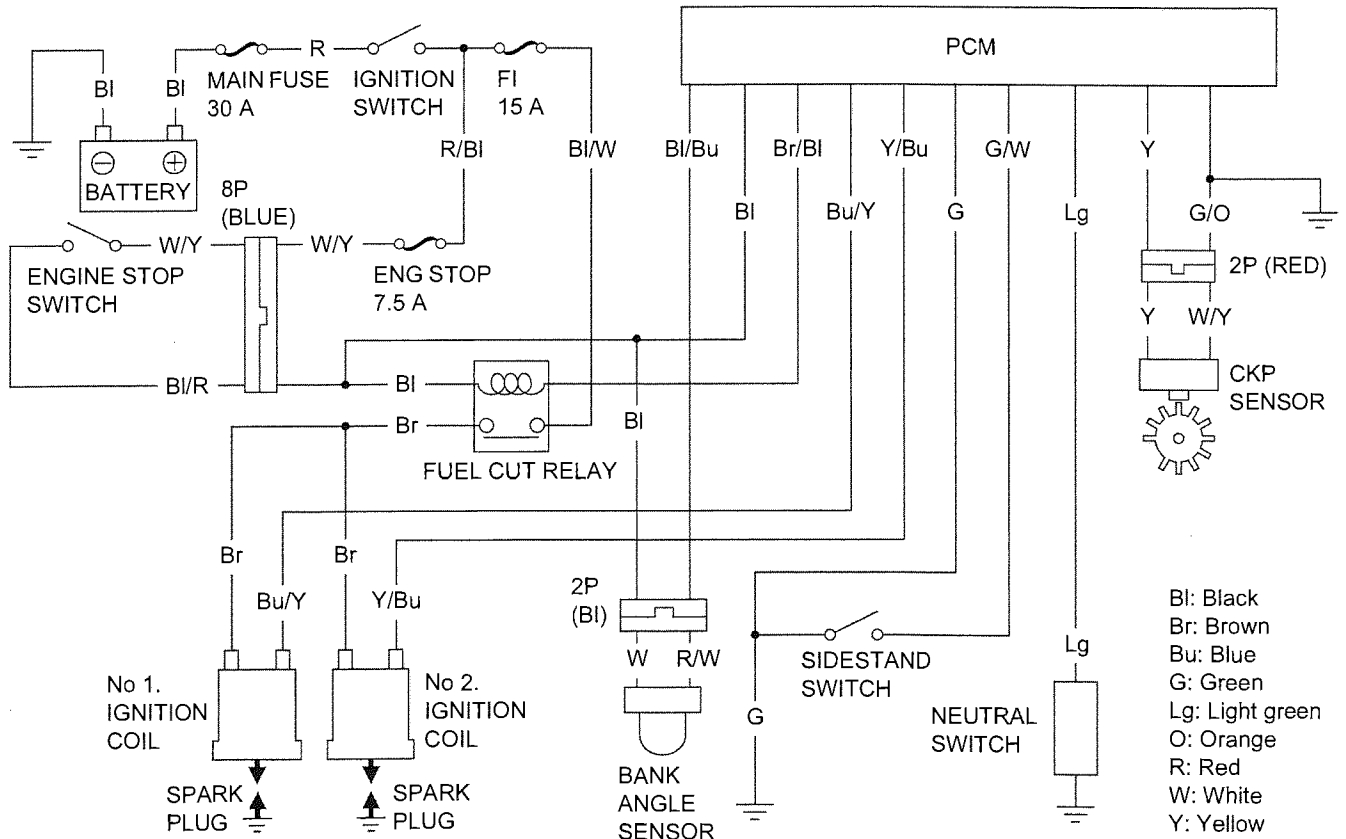 PCM
R
MAIN FUSE
30 A
IGNITION
SWITCH
FI
15 A
Bl
Bl
BATTERY
R/Bl
Bl/W
Bl/Bu
Br/Bl
Y/Bu
G/W
Y
8P
(BLUE)
Bl
Bu/Y
G
Lg
G/O
W/Y
W/Y
ENGINE STOP
SWITCH
ENG STOP
7.5 A
2P (RED)
Y
W/Y
Bl/R
Bl
CKP
SENSOR
Br
Bl
FUEL CUT RELAY
Br
Br
Bu/Y
Y/Bu
2P
(Bl)
W
R/W
SIDESTAND
SWITCH
Lg
No 1.
IGNITION
COIL
No 2.
IGNITION
COIL
G
NEUTRAL
SWITCH
SPARK
PLUG
SPARK
PLUG
BANK
ANGLE
SENSOR
Bl: Black
Br: Brown
Bu: Blue
G: Green
Lg: Light green
O: Orange
R: Red
W: White
Y: Yellow